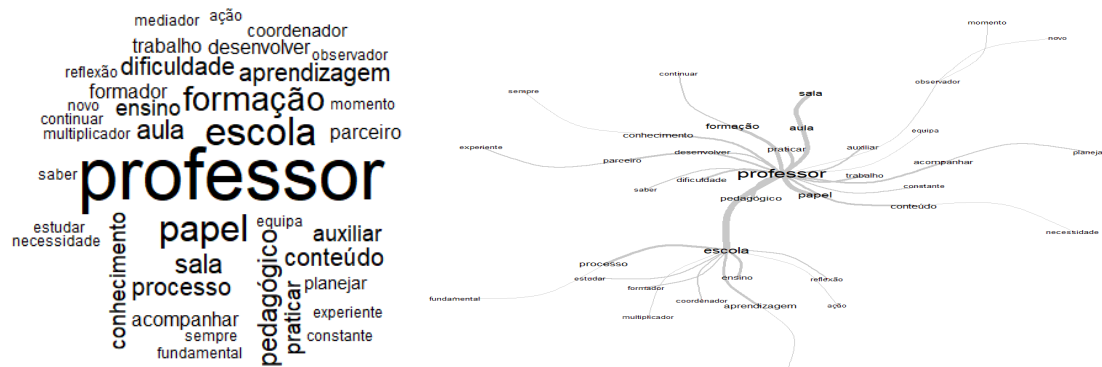 mediador ação
coordenador
trabalho desenvolver
observador
reflexão dificuldade aprendizagem
formador formação
novo ensino momento
continuar
multiplicador aula escola parceiro
professor
saber
estudar papel equipa
necessidade auxiliar
conhecimento sala pedagógico conteúdo
processo praticar planejar
acompanhar experiente
sempre constante
fundamental
momento
novo
continuar observador
sempre sala
formação aula equipa
conhecimento
experiente desenvolver praticar auxiliar planejar
parceiro acompanhar
professor trabalho
saber dificuldade constante
pedagógico papel
conteúdo
necessidade
escola
processo
estudar ensino reflexão
formador
fundamental coordenador aprendizagem ação
multiplicador